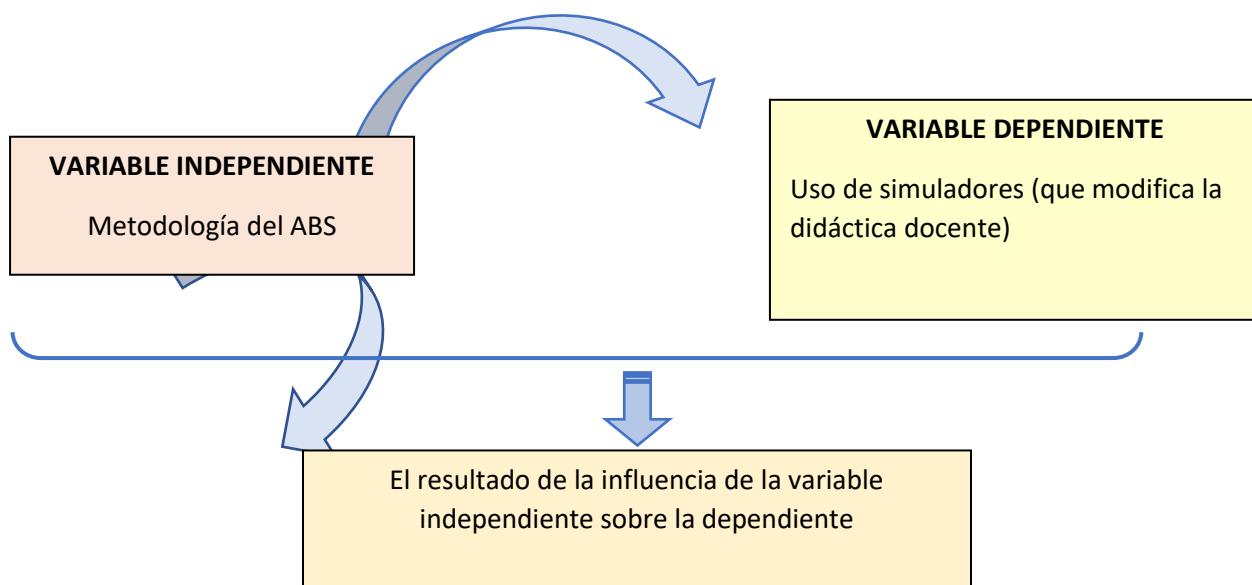 VARIABLE INDEPENDIENTE
Metodología del ABS
VARIABLE DEPENDIENTE
Uso de simuladores (que modifica la
didáctica docente)
El resultado de la influencia de la variable
independiente sobre la dependiente